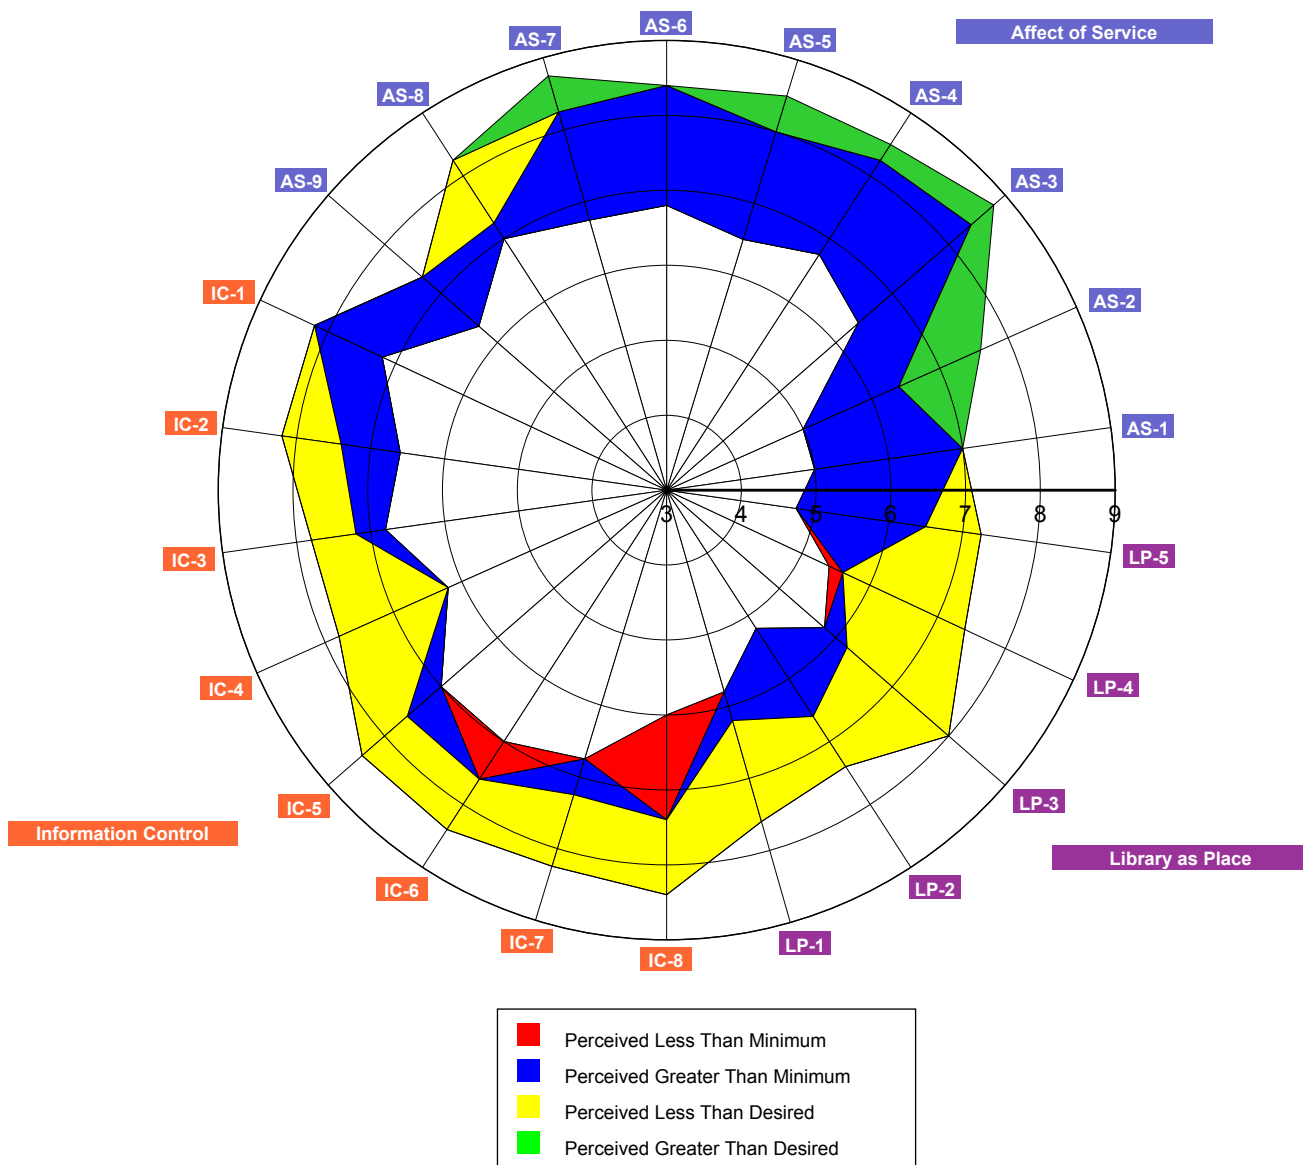 AS-6
AS-7
AS-5
Affect of Service
AS-8
AS-4
AS-9
AS-3
IC-1
AS-2
IC-2
AS-1
3 4 5 6 7 8 9
IC-3
LP-5
IC-4
LP-4
IC-5
LP-3
Information Control
Library as Place
IC-6
LP-2
IC-7
LP-1
IC-8
Perceived Less Than Minimum
Perceived Greater Than Minimum
Perceived Less Than Desired
Perceived Greater Than Desired